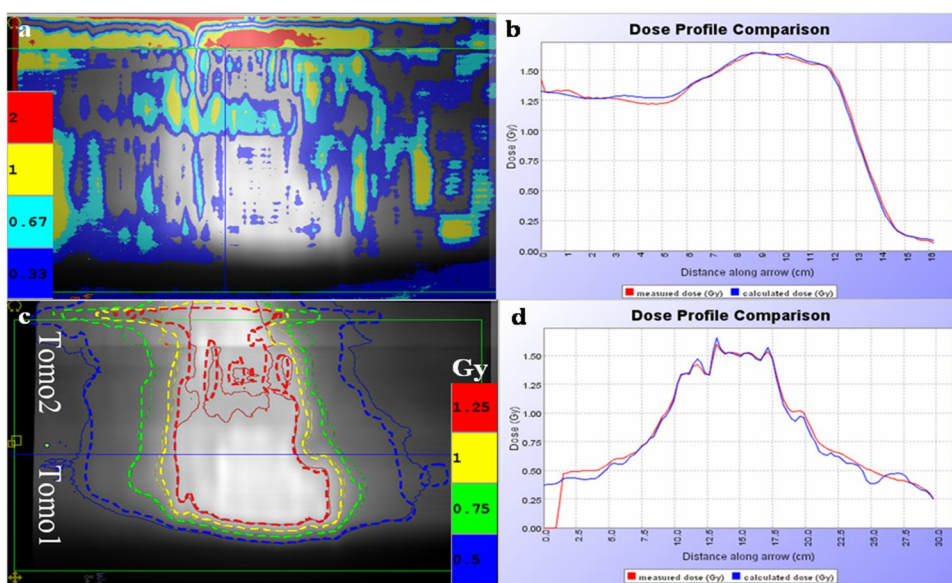 a
2
1
0.67
0.33
b
Dose Profile Comparison
Dose (Gy)
1.50
1.25
1.00
0.75
0.50
0.25
0.00
0 1 2 3 4 5 6 7 8 9 10 11 12 13 14 15 16
Distance along arrow (cm)
measured dose (Gy) calculated dose (Gy)
c
Tomo2
Tomo1
Gy
1.25
1
0.75
0.5
d
Dose Profile Comparison
Dose (Gy)
1.50
1.25
1.00
0.75
0.50
0.25
0.00
0.0 2.5 5.0 7.5 10.0 12.5 15.0 17.5 20.0 22.5 25.0 27.5 30.0
Distance along arrow (cm)
measured dose (Gy) calculated dose (Gy)